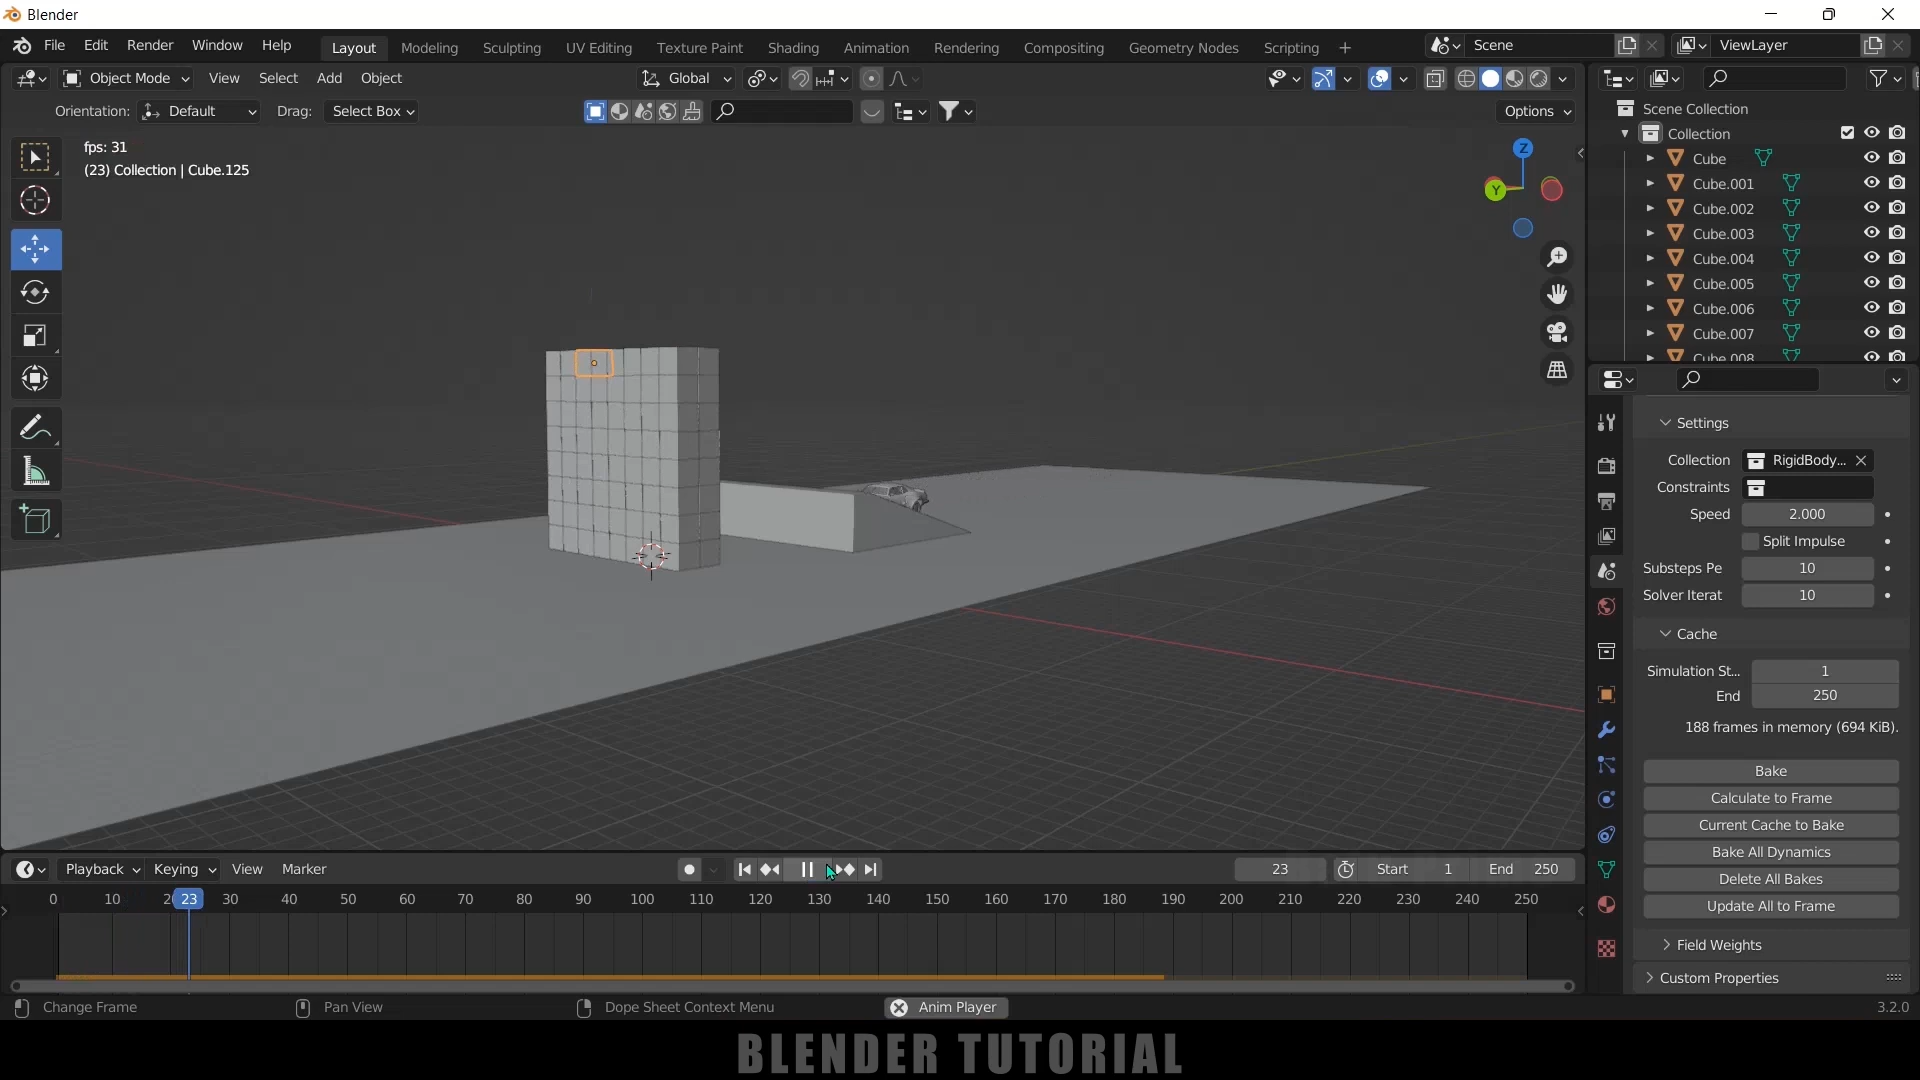 Blender
File Edit Render Window Help Layout Modeling Sculpting UV Editing Texture Paint Shading Animation Rendering Compositing Geometry Nodes Scripting + Scene ViewLayer
Object Mode View Select Add Object Global
Orientation: Default Drag: Select Box Options
fps: 31
(23) Collection | Cube.125
Z
Y
Scene Collection
Collection
Cube
Cube.001
Cube.002
Cube.003
Cube.004
Cube.005
Cube.006
Cube.007
Cube.008
Settings
Collection RigidBody...
Constraints
Speed 2.000
Split Impulse
Substeps Pe 10
Solver Iterat 10
Cache
Simulation St... 1
End 250
188 frames in memory (694 KiB).
Bake
Calculate to Frame
Current Cache to Bake
Bake All Dynamics
Delete All Bakes
Update All to Frame
Field Weights
Custom Properties
Playback Keying View Marker 23 Start 1 End 250
0 10 2 23 30 40 50 60 70 80 90 100 110 120 130 140 150 160 170 180 190 200 210 220 230 240 250
Change Frame Pan View Dope Sheet Context Menu Anim Player 3.2.0
BLENDER TUTORIAL